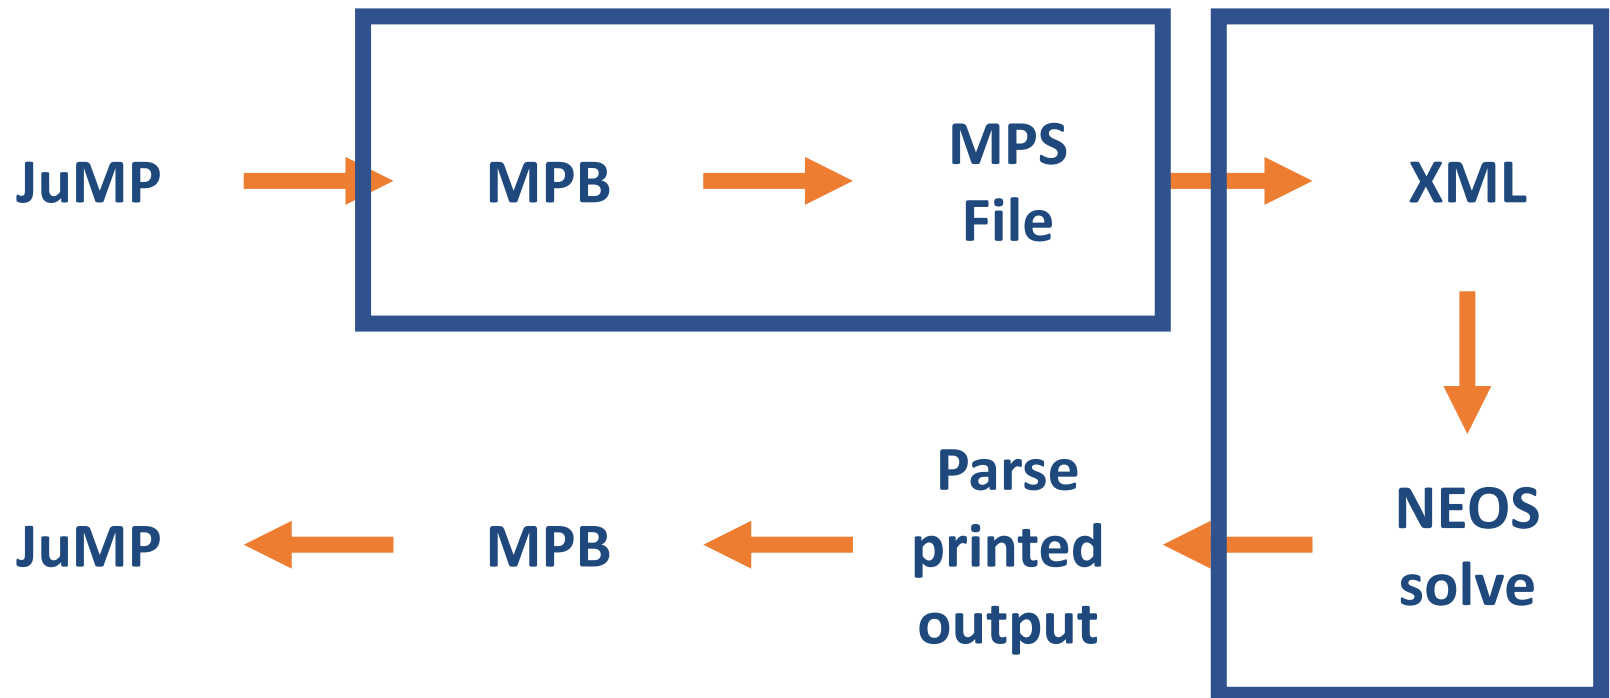 JuMP
MPB
MPS
File
XML
JuMP
MPB
Parse
printed
output
NEOS
solve